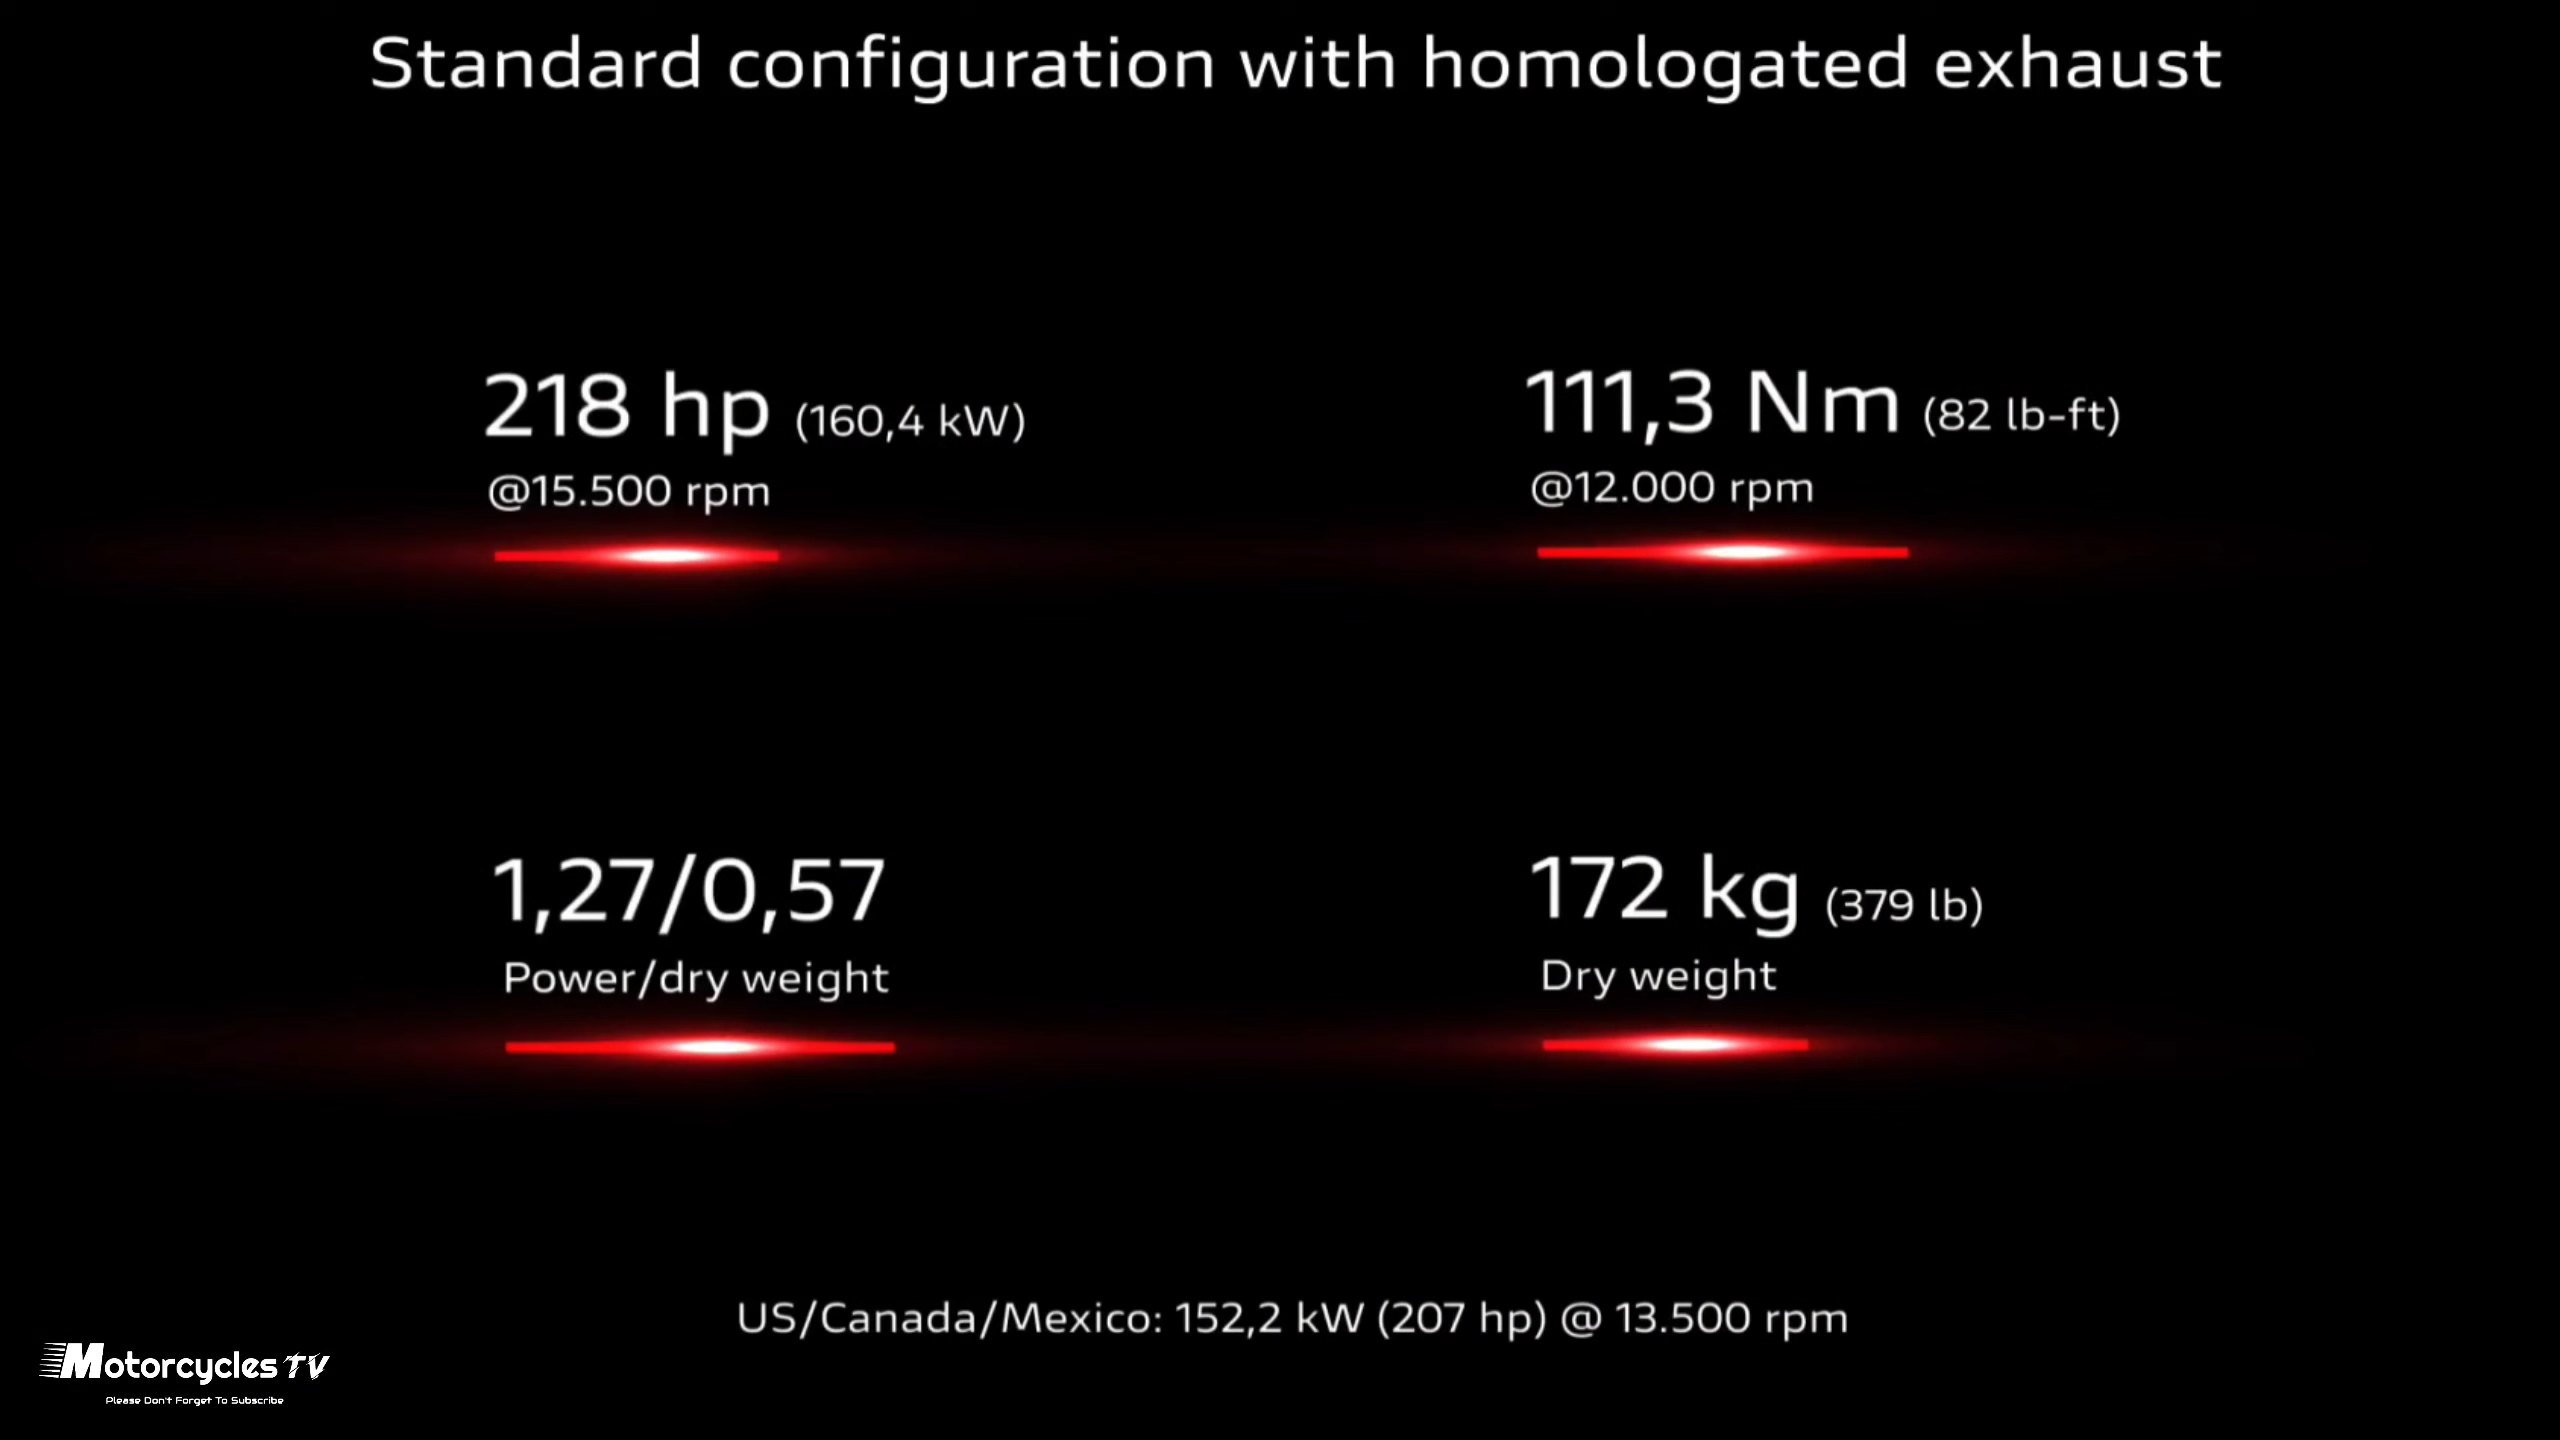 Standard configuration with homologated exhaust
218 hp (160,4 kW)
@15.500 rpm
111,3 Nm (82 lb-ft)
@12.000 rpm
1,27/0,57
Power/dry weight
172 kg (379 lb)
Dry weight
US/Canada/Mexico: 152,2 kW (207 hp) @ 13.500 rpm
Motorcycles TV
Please Don't Forget To Subscribe